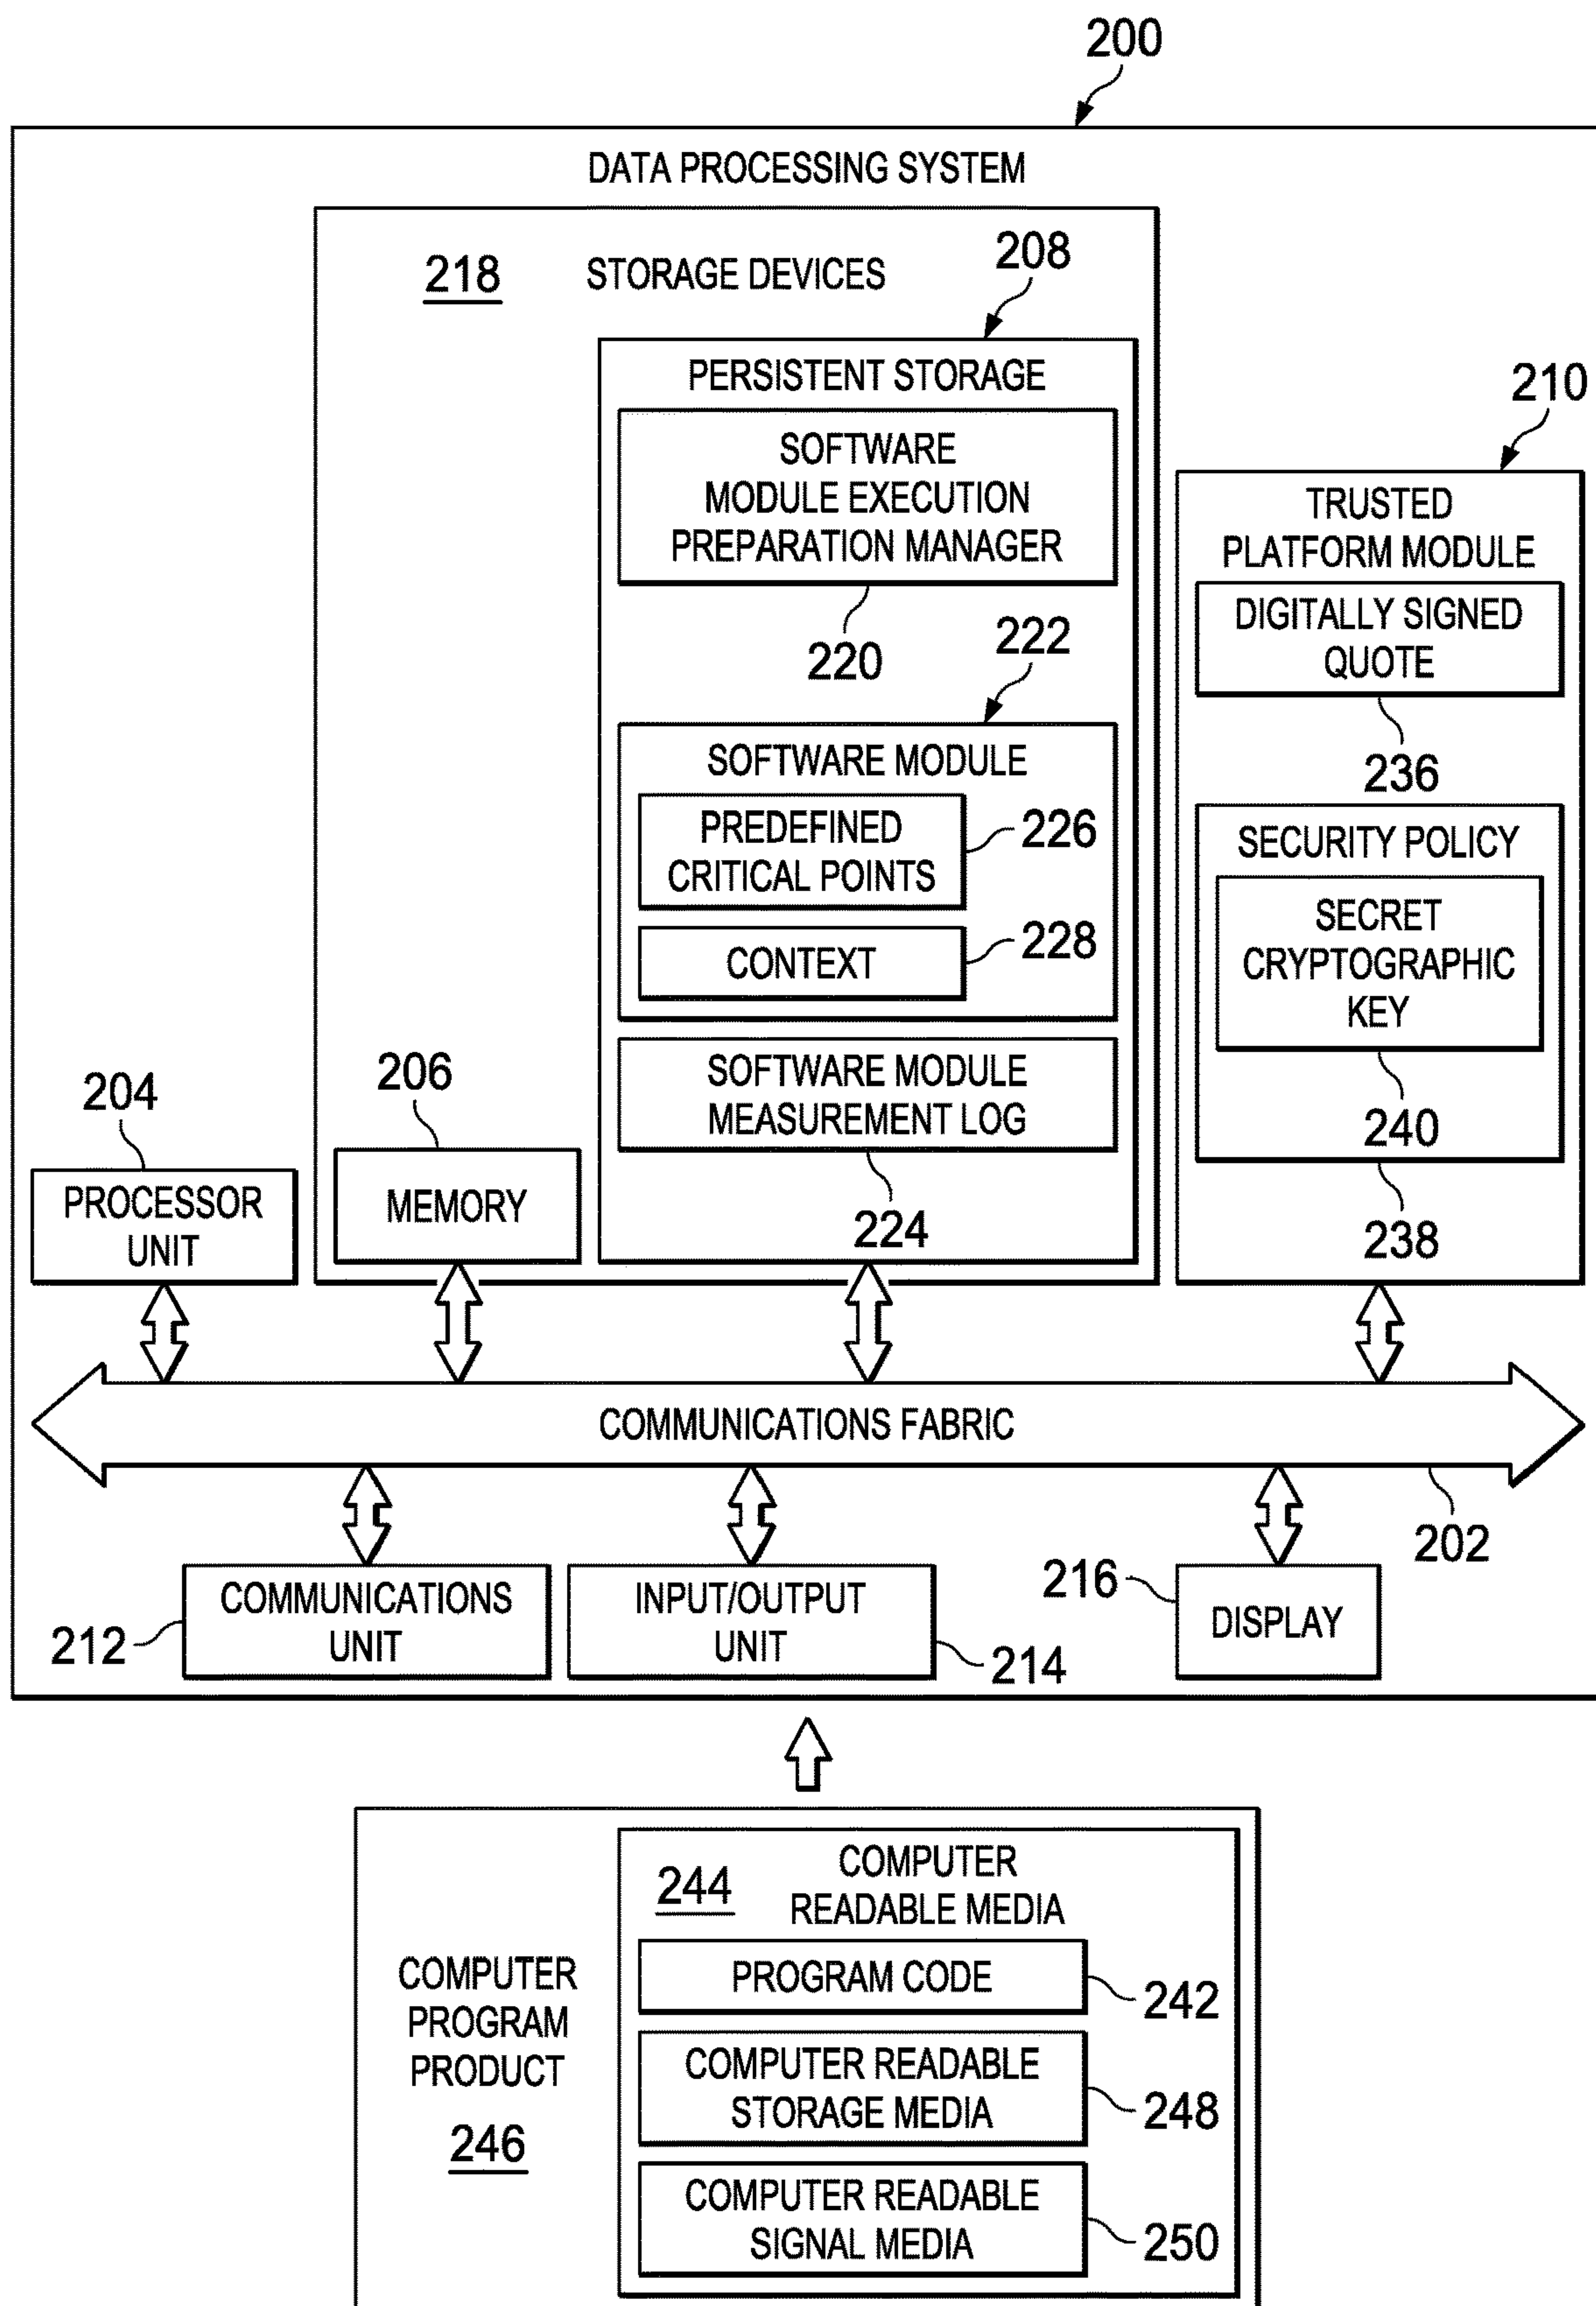 200
DATA PROCESSING SYSTEM
218
STORAGE DEVICES
208
PERSISTENT STORAGE
SOFTWARE
MODULE EXECUTION
PREPARATION MANAGER
220
222
SOFTWARE MODULE
PREDEFINED
CRITICAL POINTS
226
CONTEXT
228
SOFTWARE MODULE
MEASUREMENT LOG
224
210
TRUSTED
PLATFORM MODULE
DIGITALLY SIGNED
QUOTE
236
SECURITY POLICY
SECRET
CRYPTOGRAPHIC
KEY
240
238
204
PROCESSOR
UNIT
206
MEMORY
COMMUNICATIONS FABRIC
202
212
COMMUNICATIONS
UNIT
INPUT/OUTPUT
UNIT
214
216
DISPLAY
COMPUTER
PROGRAM
PRODUCT
246
244
COMPUTER
READABLE MEDIA
PROGRAM CODE
242
COMPUTER READABLE
STORAGE MEDIA
248
COMPUTER READABLE
SIGNAL MEDIA
250